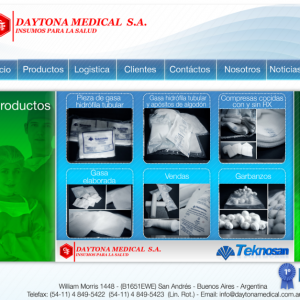 DAYTONA MEDICAL S.A.
INSUMOS PARA LA SALUD
cio Productos Logística Clientes Contáctos Nosotros Noticias
roductos
Pieza de gasa
hidrófila tubular
Gasa hidrófila tubular
y apósitos de algodón
Compresas cocidas
con y sin RX
Gasa
elaborada
Vendas
Garbanzos
DAYTONA MEDICAL S.A.
INSUMOS PARA LA SALUD
Teknosan
William Morris 1448 - (B1651EWE) San Andrés - Buenos Aires - Argentina
Telefax: (54-11) 4 849-5422 (54-11) 4 849-5423 (Lin. Rot.) - Email: info@daytonamedical.com.ar